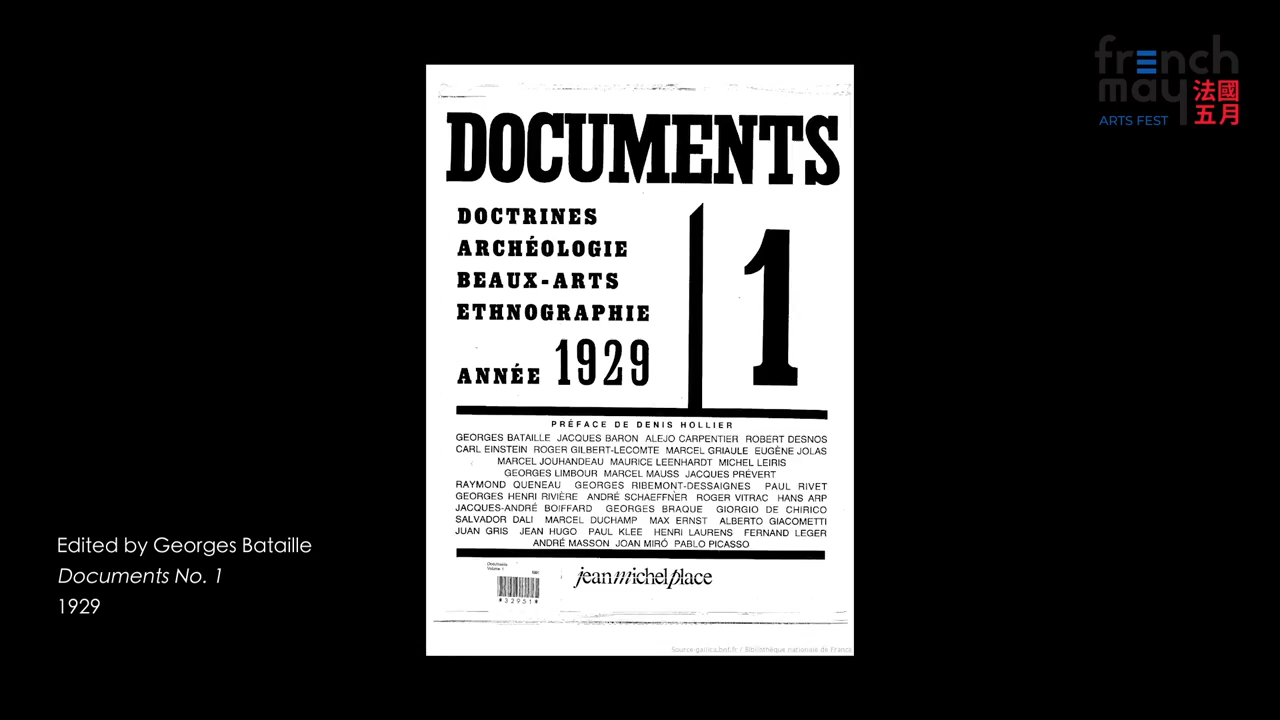 french
may 法國
五月
ARTS FEST
DOCUMENTS
DOCTRINES
ARCHÉOLOGIE
BEAUX-ARTS
ETHNOGRAPHIE
ANNÉE 1929
1
PRÉFACE DE DENIS HOLLIER
GEORGES BATAILLE JACQUES BARON ALEJO CARPENTIER ROBERT DESNOS
CARL EINSTEIN ROGER GILBERT-LECOMTE MARCEL GRIAULE EUGÈNE JOLAS
MARCEL JOUHANDEAU MAURICE LEENHARDT MICHEL LEIRIS
GEORGES LIMBOUR MARCEL MAUSS JACQUES PRÉVERT
RAYMOND QUENEAU GEORGES RIBEMONT-DESSAIGNES PAUL RIVET
GEORGES HENRI RIVIÈRE ANDRÉ SCHAEFFNER ROGER VITRAC HANS ARP
JACQUES-ANDRÉ BOIFFARD GEORGES BRAQUE GIORGIO DE CHIRICO
SALVADOR DALI MARCEL DUCHAMP MAX ERNST ALBERTO GIACOMETTI
JUAN GRIS JEAN HUGO PAUL KLEE HENRI LAURENS FERNAND LEGER
ANDRÉ MASSON JOAN MIRÓ PABLO PICASSO
Documents
Volume 1
*32951*
jeanmichelplace
Source gallica.bnf.fr / Bibliothèque nationale de France
Edited by Georges Bataille
Documents No. 1
1929